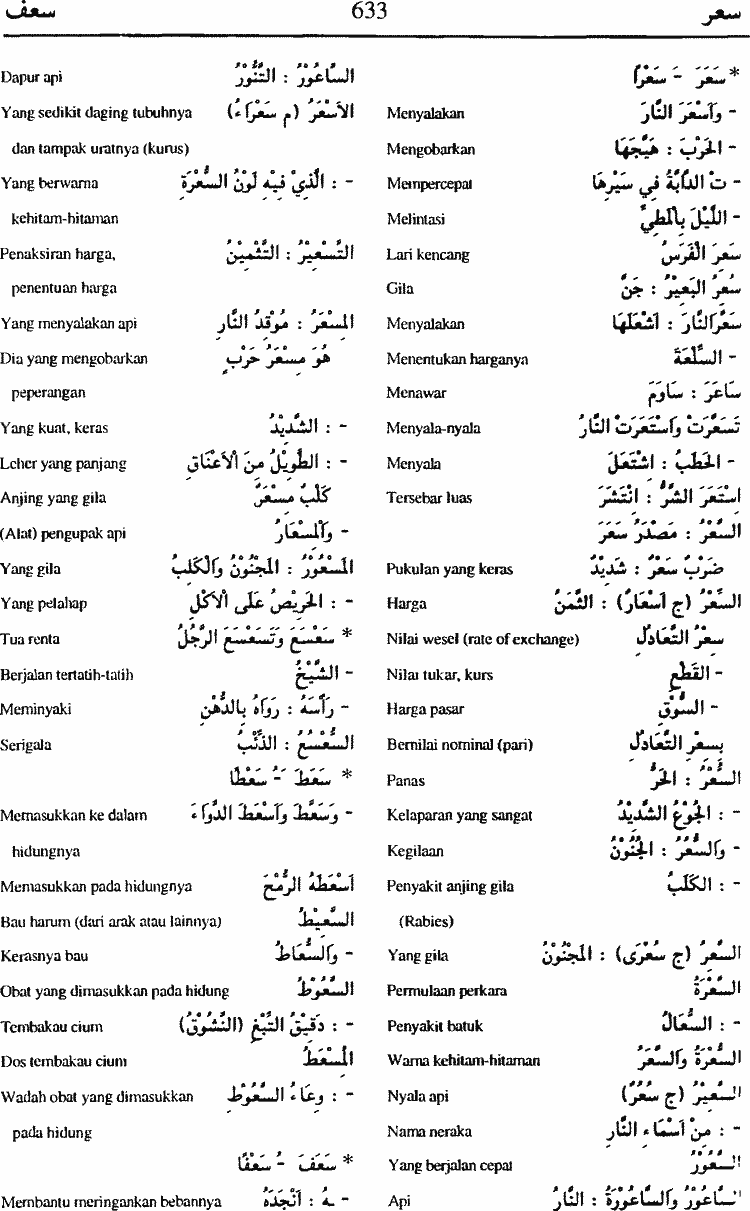 سعف 633 سعر
* سَعَرَ - سَعْرًا
Menyalakan - وَأَسْعَرَ النَّارَ
Mengobarkan - الحَرْبَ : هَيَّجَهَا
Mempercepat - ت الدَّابَّةُ فِي سَيْرِهَا
Melintasi - اللَّيْلَ بِالْمَطِيِّ
Lari kencang سَعَرَ الْفَرَسُ
Gila سُعِرَ البَعِيْرُ : جَنَّ
Menyalakan سَعَّرَ النَّارَ : أَشْعَلَهَا
Menentukan harganya - السِّلْعَةَ
Menawar سَاعَرَ : سَاوَمَ
Menyala-nyala تَسَعَّرَتْ وَاسْتَعَرَتْ النَّارُ
Menyala - الحَطَبُ : اشْتَعَلَ
Tersebar luas اسْتَعَرَ الشَّرُّ : انْتَشَرَ
السَّعْرُ : مَصْدَرُ سَعَرَ
Pukulan yang keras ضَرْبٌ سَعْرٌ : شَدِيْدٌ
Harga السِّعْرُ (ج أَسْعَارٌ) : الثَّمَنُ
Nilai wesel (rate of exchange) سِعْرُ التَّعَادُلِ
Nilai tukar, kurs - القَطْعِ
Harga pasar - السُّوْقِ
Bernilai nominal (pari) بِسِعْرِ التَّعَادُلِ
Panas السُّعْرُ : الحَرُّ
Kelaparan yang sangat - : الجُوْعُ الشَّدِيْدُ
Kegilaan - وَالسُّعُرُ : الجُنُوْنُ
Penyakit anjing gila - : الكَلَبُ
(Rabies)
Yang gila السَّعِرُ (ج سُعْرَى) : المَجْنُوْنُ
Permulaan perkara السَّعْرَةُ
Penyakit batuk - : السُّعَالُ
Warna kehitam-hitaman السُّعْرَةُ وَالسَّعَرُ
Nyala api السَّعِيْرُ (ج سُعُرٌ)
Nama neraka - : مِنْ أَسْمَاءِ النَّارِ
Yang berjalan cepat السَّعُوْرُ
Api السَّاعُوْرُ وَالسَّاعُوْرَةُ : النَّارُ
Dapur api السَّاعُوْرُ : التَّنُّوْرُ
Yang sedikit daging tubuhnya الأَسْعَرُ (م سَعْرَاءُ)
dan tampak uratnya (kurus)
Yang berwarna - : الَّذِيْ فِيْهِ لَوْنُ السُّعْرَةِ
kehitam-hitaman
Penaksiran harga, التَّسْعِيْرُ : التَّثْمِيْنُ
penentuan harga
Yang menyalakan api المِسْعَرُ : مُوْقِدُ النَّارِ
Dia yang mengobarkan هُوَ مِسْعَرُ حَرْبٍ
peperangan
Yang kuat, keras - : الشَّدِيْدُ
Leher yang panjang - : الطَّوِيْلُ مِنَ الأَعْنَاقِ
Anjing yang gila كَلْبٌ مِسْعَرٌ
(Alat) pengupak api - وَالْمِسْعَارُ
Yang gila المَسْعُوْرُ : المَجْنُوْنُ وَالْكَلِبُ
Yang pelahap - : الحَرِيْصُ عَلَى الأَكْلِ
Tua renta * سَعْسَعَ وَتَسَعْسَعَ الرَّجُلُ
Berjalan tertatih-tatih - الشَّيْخُ
Meminyaki - رَأْسَهُ : رَوَّاهُ بِالدُّهْنِ
Serigala السَّعْسَعُ : الذِّئْبُ
* سَعَطَ - سَعْطًا
Memasukkan ke dalam - وَسَعَّطَ وَأَسْعَطَ الدَّوَاءَ
hidungnya
Memasukkan pada hidungnya أَسْعَطَهُ الرُّمْحَ
Bau harum (dari arak atau lainnya) السَّعِيْطُ
Kerasnya bau - وَالسُّعَاطُ
Obat yang dimasukkan pada hidung السَّعُوْطُ
Tembakau cium - : دَقِيْقُ التِّبْغِ (النَّشُوْقُ)
Dos tembakau cium المُسْعَطُ
Wadah obat yang dimasukkan - : وِعَاءُ السَّعُوْطِ
pada hidung
* سَعَفَ - سَعْفًا
Membantu meringankan bebannya - ـهُ : أَنْجَدَهُ